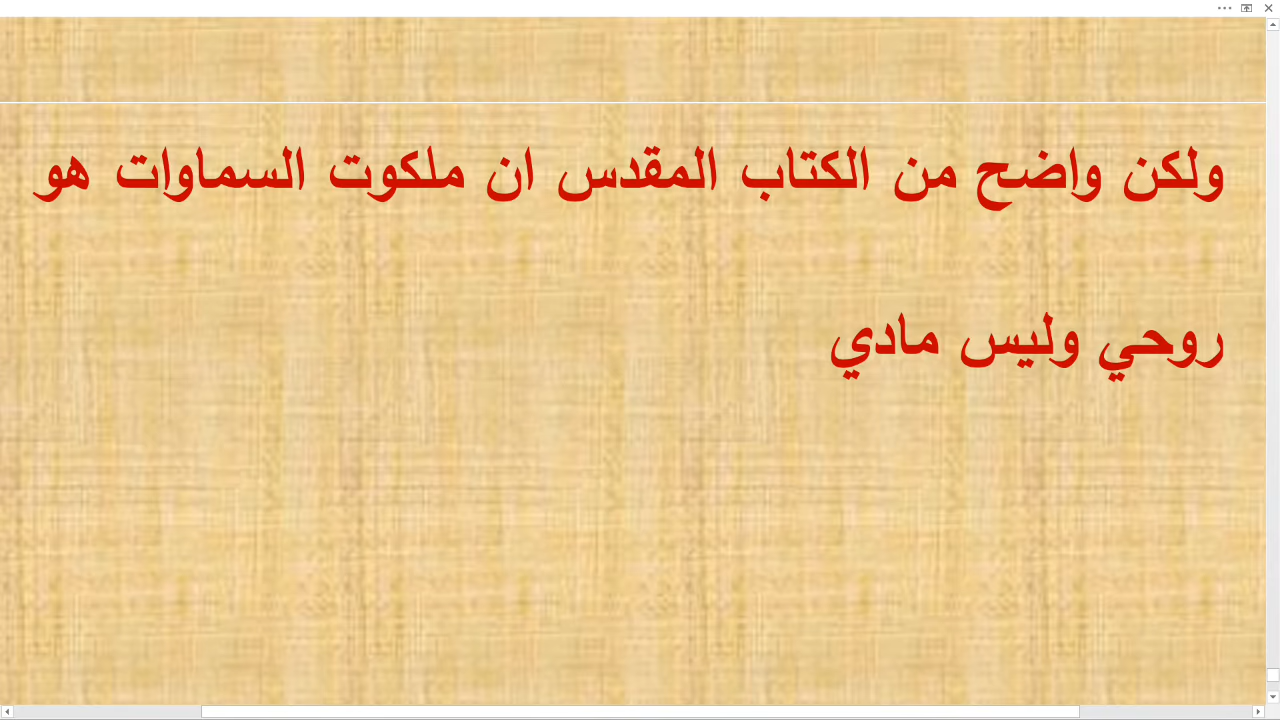 ولكن واضح من الكتاب المقدس ان ملكوت السماوات هو
روحي وليس مادي